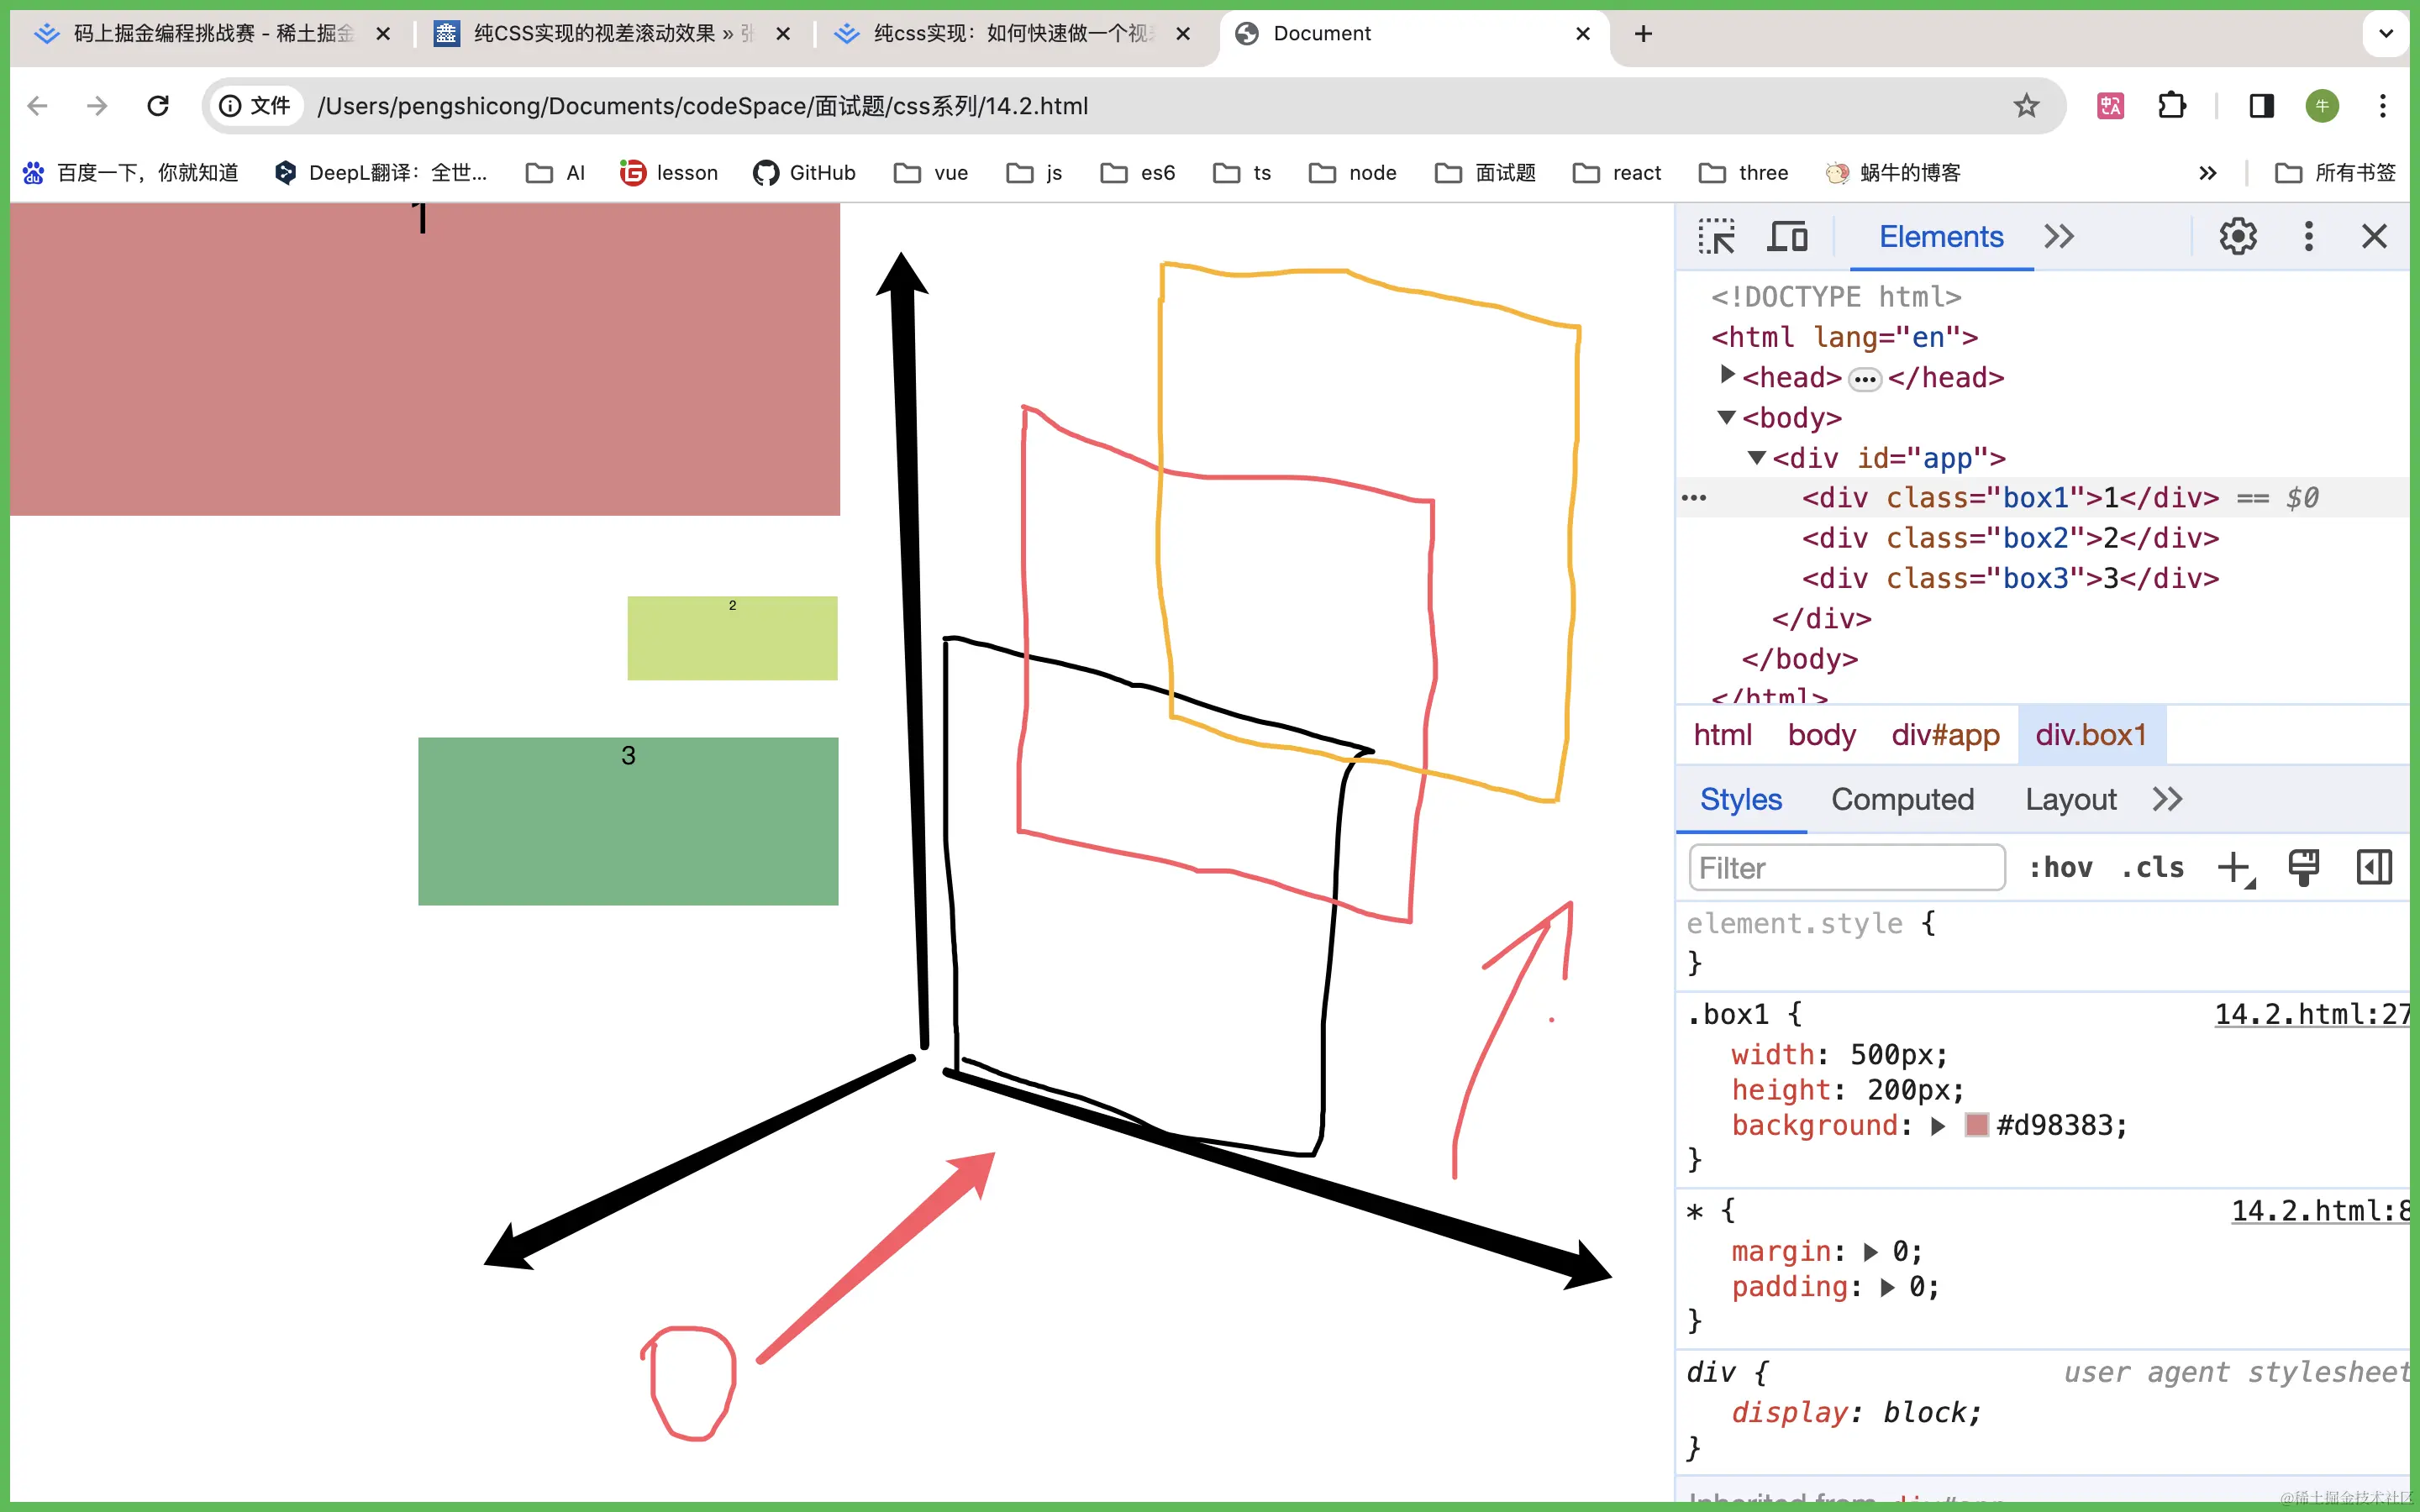 码上掘金编程挑战赛 - 稀土掘金
纯CSS实现的视差滚动效果 » 张
纯css实现：如何快速做一个视差
Document
文件
/Users/pengshicong/Documents/codeSpace/面试题/css系列/14.2.html
中A
牛
百度一下，你就知道
DeepL翻译：全世...
AI
lesson
GitHub
vue
js
es6
ts
node
面试题
react
three
蜗牛的博客
所有书签
1
2
3
Elements
<!DOCTYPE html>
<html lang="en">
<head>•••</head>
<body>
<div id="app">
<div class="box1">1</div> == $0
<div class="box2">2</div>
<div class="box3">3</div>
</div>
</body>
</html>
html body div#app div.box1
Styles Computed Layout
Filter :hov .cls
element.style {
}
.box1 { 14.2.html:27
width: 500px;
height: 200px;
background: #d98383;
}
* { 14.2.html:8
margin: 0;
padding: 0;
}
div { user agent stylesheet
display: block;
}
Inherited from div#app
@稀土掘金技术社区